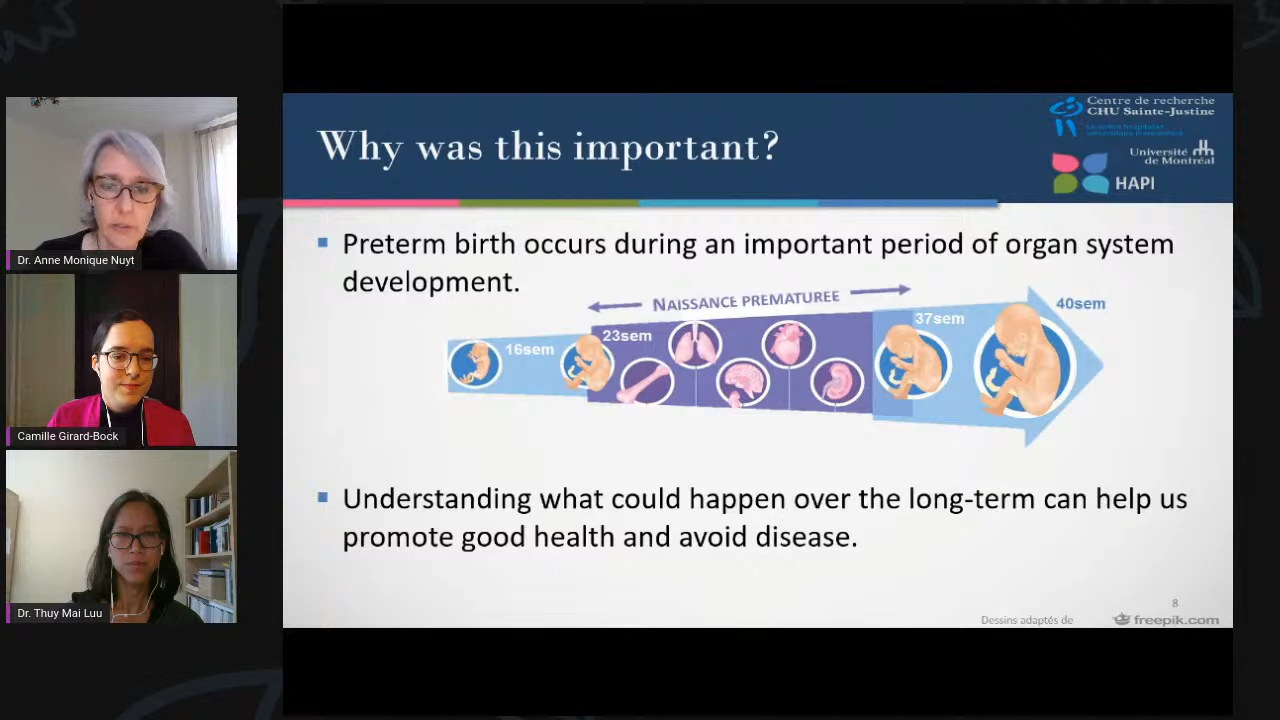 Why was this important?
Centre de recherche
CHU Sainte-Justine
Université
de Montréal
HAPI
Preterm birth occurs during an important period of organ system
development.
NAISSANCE PREMATUREE
16sem
23sem
37sem
40sem
Understanding what could happen over the long-term can help us
promote good health and avoid disease.
8
Dessins adaptés de
freepik.com
Dr. Anne Monique Nuyt
Camille Girard-Bock
Dr. Thuy Mai Luu